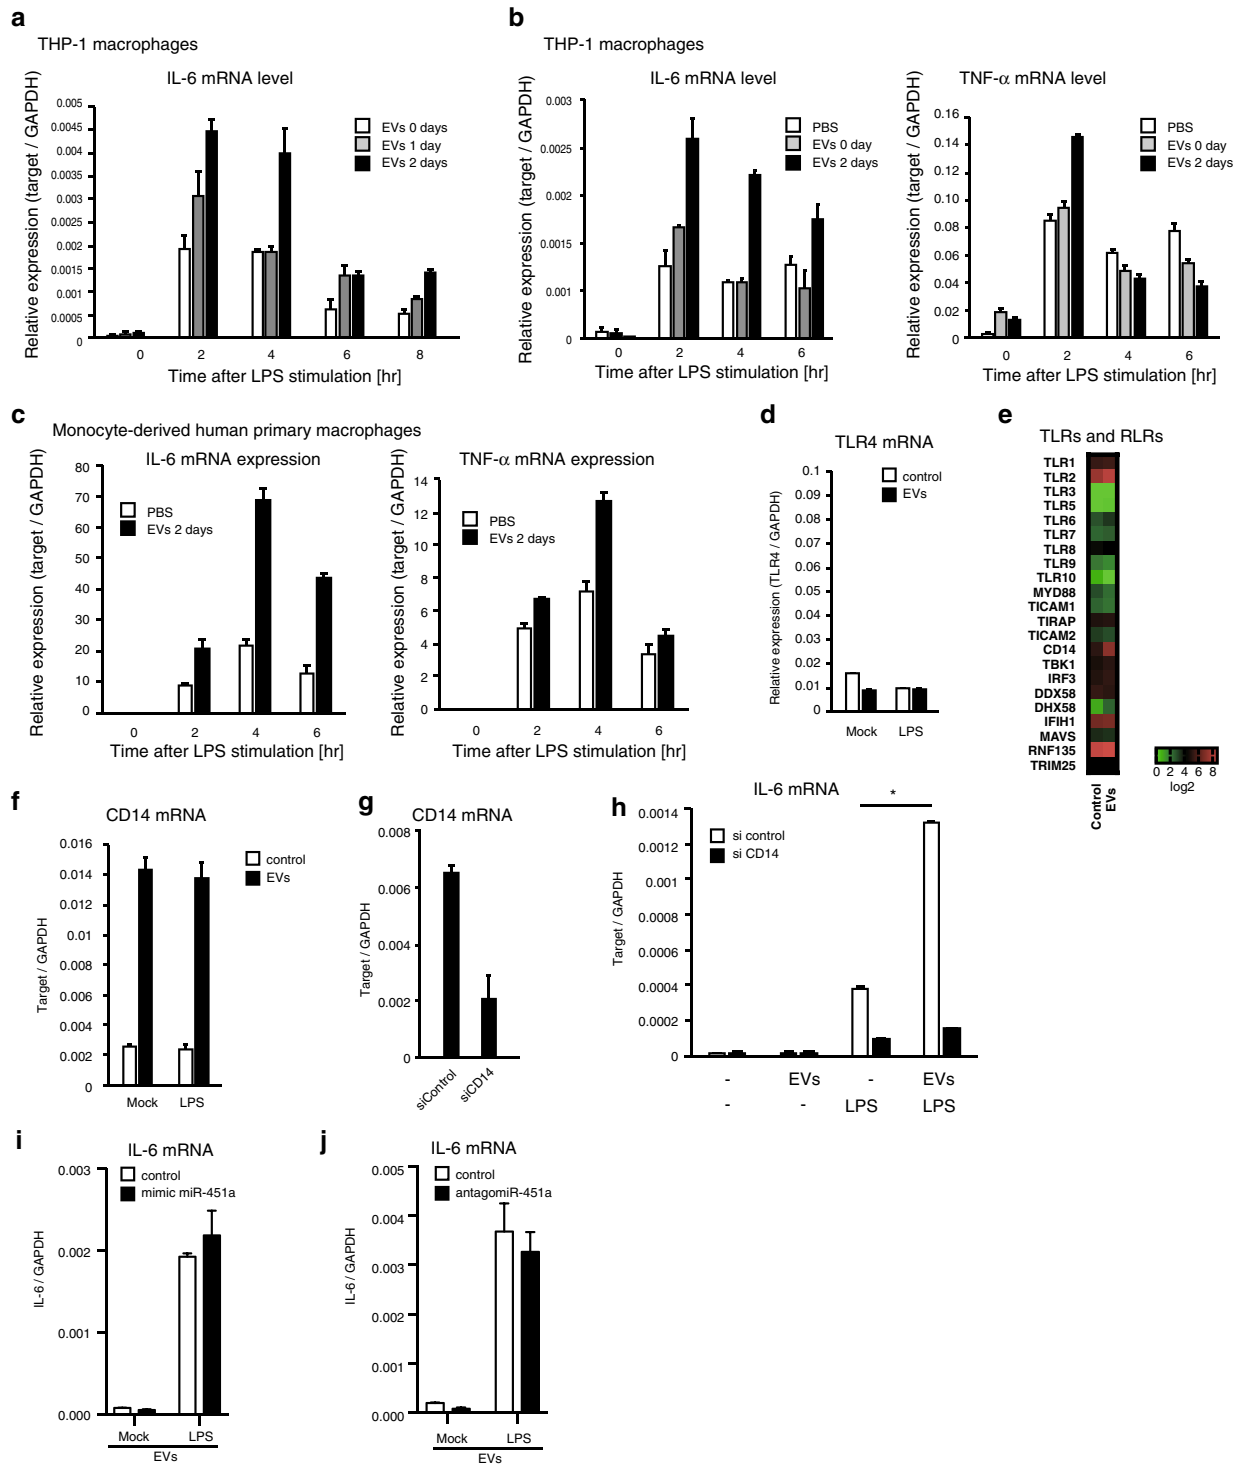 a
THP-1 macrophages
IL-6 mRNA level
Relative expression (target / GAPDH)
0.005
0.0045
0.004
0.0035
0.003
0.0025
0.002
0.0015
0.001
0.0005
0
EVs 0 days
EVs 1 day
EVs 2 days
0 2 4 6 8
Time after LPS stimulation [hr]
b
THP-1 macrophages
IL-6 mRNA level
Relative expression (target / GAPDH)
0.003
0.0025
0.002
0.0015
0.001
0
PBS
EVs 0 day
EVs 2 days
0 2 4 6
Time after LPS stimulation [hr]
TNF-α mRNA level
Relative expression (target / GAPDH)
0.16
0.14
0.12
0.10
0.08
0.06
0.04
0.02
0
PBS
EVs 0 day
EVs 2 days
0 2 4 6
Time after LPS stimulation [hr]
c
Monocyte-derived human primary macrophages
IL-6 mRNA expression
Relative expression (target / GAPDH)
80
70
60
50
40
30
20
10
0
PBS
EVs 2 days
0 2 4 6
Time after LPS stimulation [hr]
TNF-α mRNA expression
Relative expression (target / GAPDH)
14
12
10
8
6
4
2
0
PBS
EVs 2 days
0 2 4 6
Time after LPS stimulation [hr]
d
TLR4 mRNA
Relative expression (TLR4 / GAPDH)
0.1
0.09
0.08
0.07
0.06
0.05
0.04
0.03
0.02
0.01
0
control
EVs
Mock LPS
e
TLRs and RLRs
TLR1
TLR2
TLR3
TLR5
TLR6
TLR7
TLR8
TLR9
TLR10
MYD88
TICAM1
TIRAP
TICAM2
CD14
TBK1
IRF3
DDX58
DHX58
IFIH1
MAVS
RNF135
TRIM25
Control
EVs
0 2 4 6 8
log2
f
CD14 mRNA
Target / GAPDH
0.016
0.014
0.012
0.01
0.008
0.006
0.004
0.002
0
control
EVs
Mock LPS
g
CD14 mRNA
Target / GAPDH
0.008
0.006
0.004
0.002
0
siControl
siCD14
h
IL-6 mRNA
Target / GAPDH
0.0014
0.0012
0.001
0.0008
0.0006
0.0004
0.0002
0
si control
si CD14
*
- EVs - EVs
- - LPS LPS
i
IL-6 mRNA
IL-6 / GAPDH
0.003
0.002
0.001
0.000
control
mimic miR-451a
Mock LPS
EVs
j
IL-6 mRNA
IL-6 / GAPDH
0.005
0.004
0.003
0.002
0.001
0.000
control
antagomiR-451a
Mock LPS
EVs